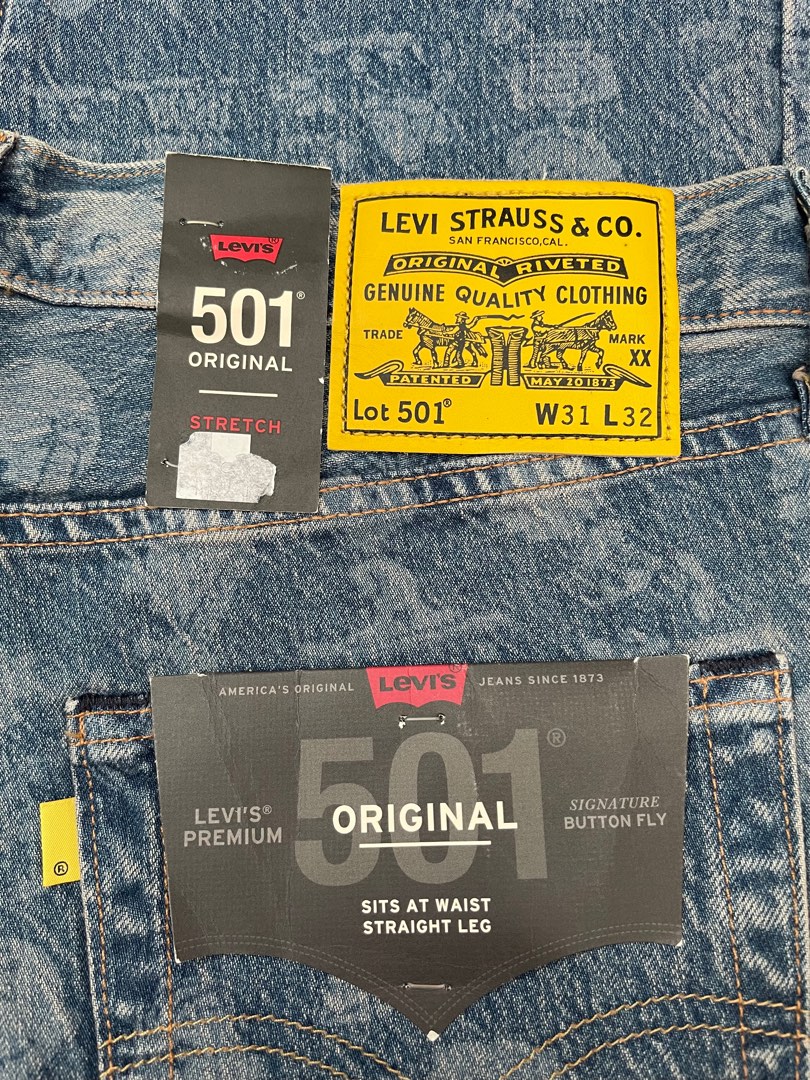 Levi's®
501®
ORIGINAL
STRETCH
LEVI STRAUSS & CO.
SAN FRANCISCO, CAL.
ORIGINAL RIVETED
GENUINE QUALITY CLOTHING
TRADE MARK
XX
PATENTED MAY 20 1873
Lot 501® W31 L32
AMERICA'S ORIGINAL Levi's® JEANS SINCE 1873
501®
LEVI'S® PREMIUM
ORIGINAL
SIGNATURE
BUTTON FLY
SITS AT WAIST
STRAIGHT LEG
®